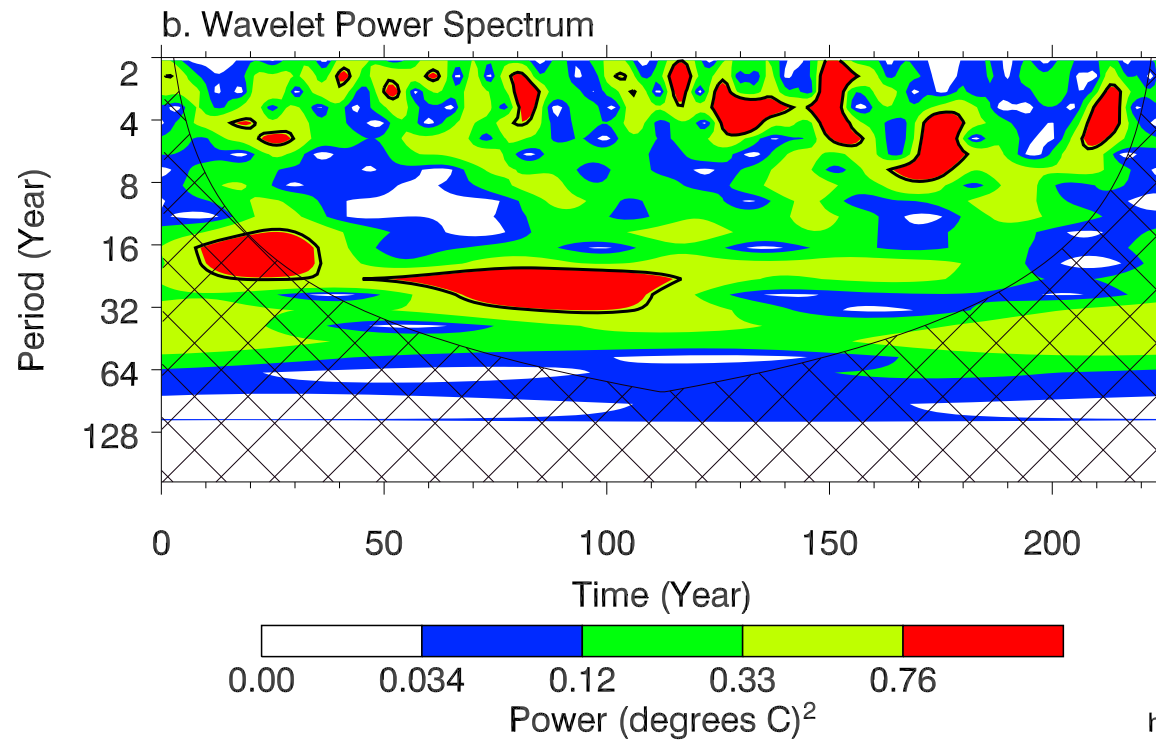 b. Wavelet Power Spectrum
Period (Year)
2
4
8
16
32
64
128
0 50 100 150 200
Time (Year)
0.00 0.034 0.12 0.33 0.76
Power (degrees C)²